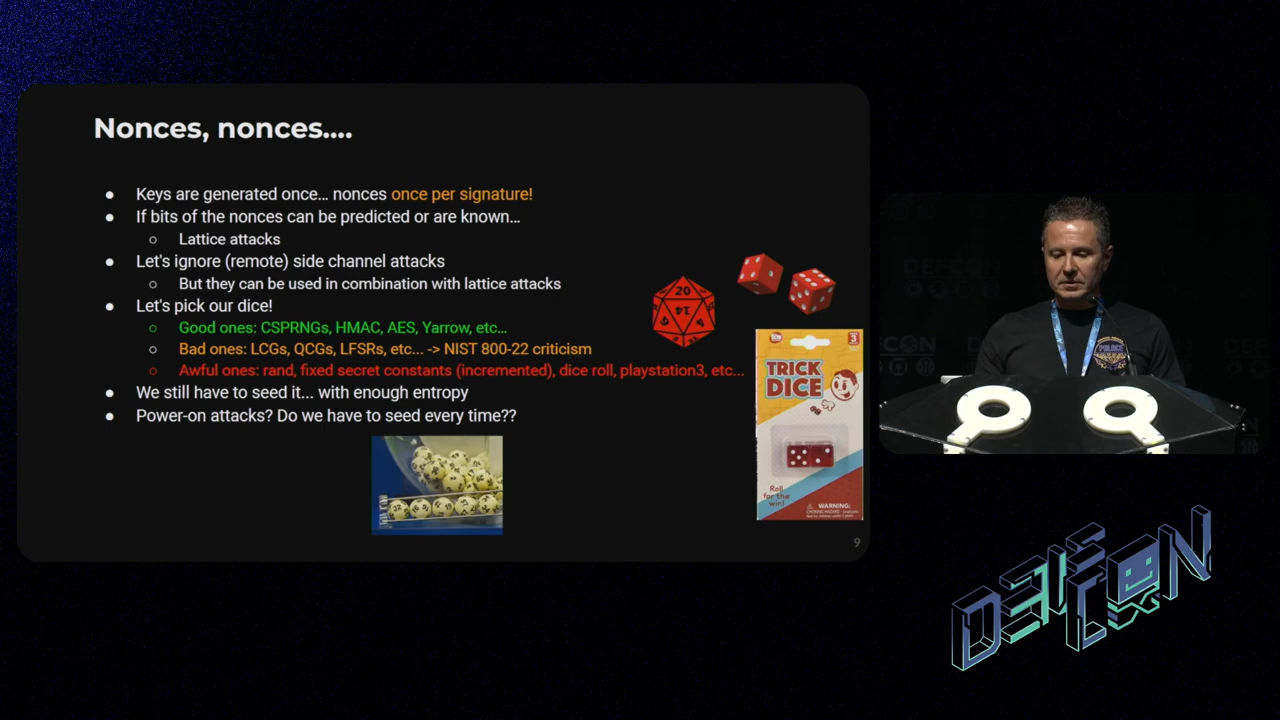 Nonces, nonces....
● Keys are generated once... nonces once per signature!
● If bits of the nonces can be predicted or are known...
○ Lattice attacks
● Let's ignore (remote) side channel attacks
○ But they can be used in combination with lattice attacks
● Let's pick our dice!
○ Good ones: CSPRNGs, HMAC, AES, Yarrow, etc...
○ Bad ones: LCGs, QCGs, LFSRs, etc... -> NIST 800-22 criticism
○ Awful ones: rand, fixed secret constants (incremented), dice roll, playstation3, etc...
● We still have to seed it... with enough entropy
● Power-on attacks? Do we have to seed every time??
20
14
TRICK
DICE
Roll
for the
win!
WARNING:
9
POLICE
DEF CON